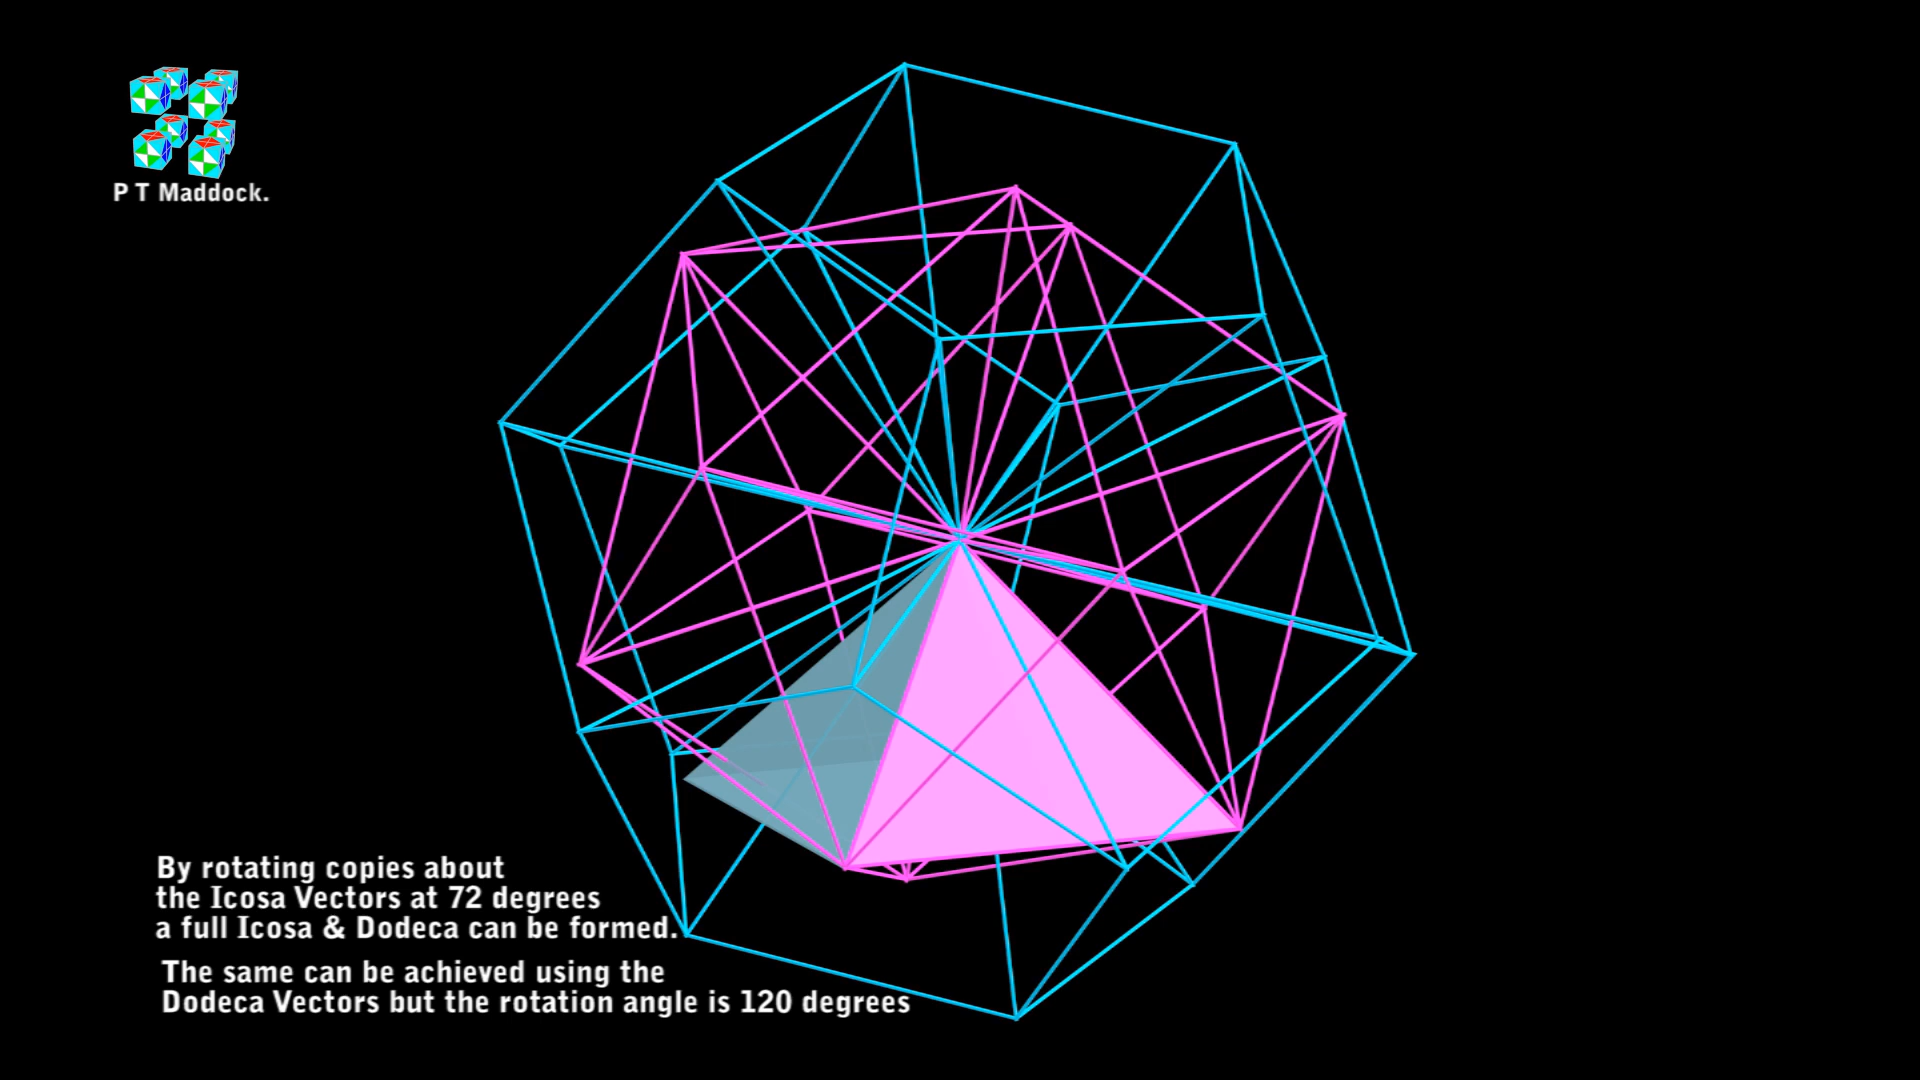 P T Maddock.
By rotating copies about
the Icosa Vectors at 72 degrees
a full Icosa & Dodeca can be formed.
The same can be achieved using the
Dodeca Vectors but the rotation angle is 120 degrees